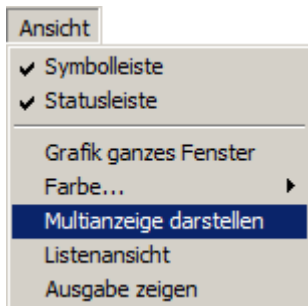 Ansicht
Symbolleiste
Statusleiste
Grafik ganzes Fenster
Farbe...
Multianzeige darstellen
Listenansicht
Ausgabe zeigen